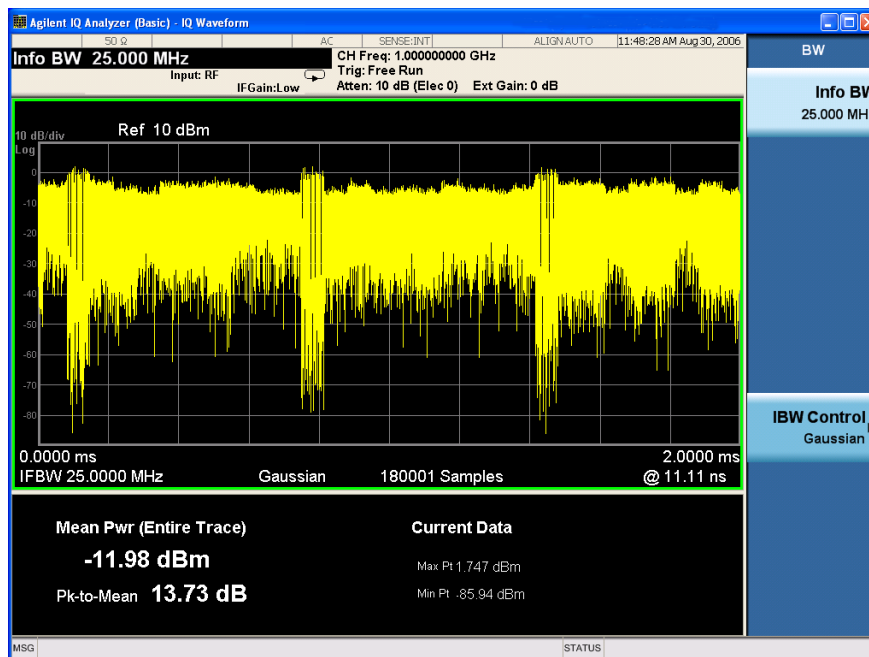 Agilent IQ Analyzer (Basic) - IQ Waveform
50 Ω AC SENSE:INT ALIGN AUTO 11:48:28 AM Aug 30, 2006
Info BW 25.000 MHz
Input: RF
IFGain:Low
CH Freq: 1.000000000 GHz
Trig: Free Run
Atten: 10 dB (Elec 0) Ext Gain: 0 dB
BW
Info BW
25.000 MH
10 dB/div
Log
Ref 10 dBm
0
-10
-20
-30
-40
-50
-60
-70
-80
0.0000 ms 2.0000 ms
IFBW 25.0000 MHz Gaussian 180001 Samples @ 11.11 ns
IBW Control
Gaussian
Mean Pwr (Entire Trace)
-11.98 dBm
Pk-to-Mean 13.73 dB
Current Data
Max Pt 1.747 dBm
Min Pt -85.94 dBm
MSG STATUS